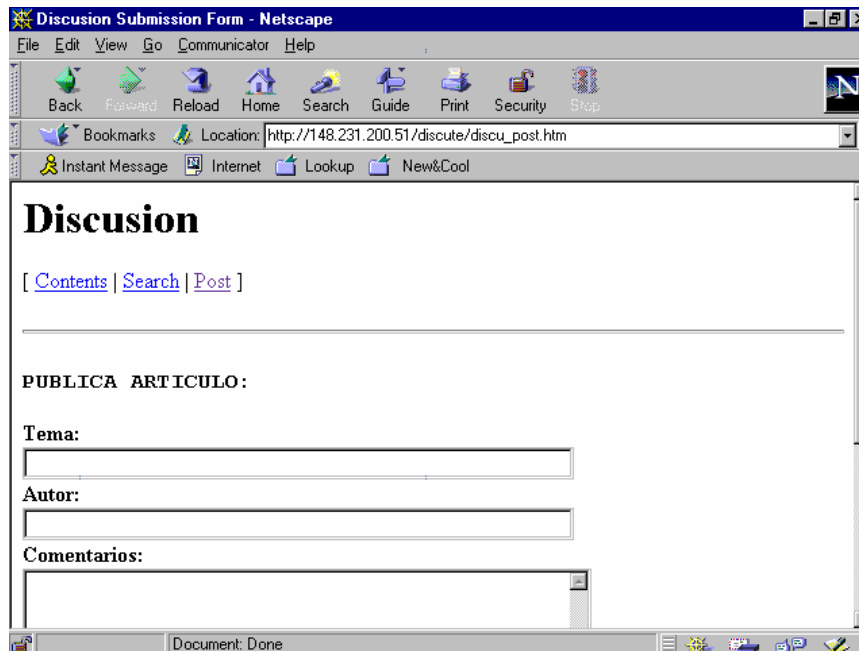 Discusion Submission Form - Netscape
File Edit View Go Communicator Help
Back Forward Reload Home Search Guide Print Security Stop
N
Bookmarks Location: http://148.231.200.51/discute/discu_post.htm
Instant Message Internet Lookup New&Cool
Discusion
[ Contents | Search | Post ]
PUBLICA ARTICULO:
Tema:
Autor:
Comentarios:
Document: Done